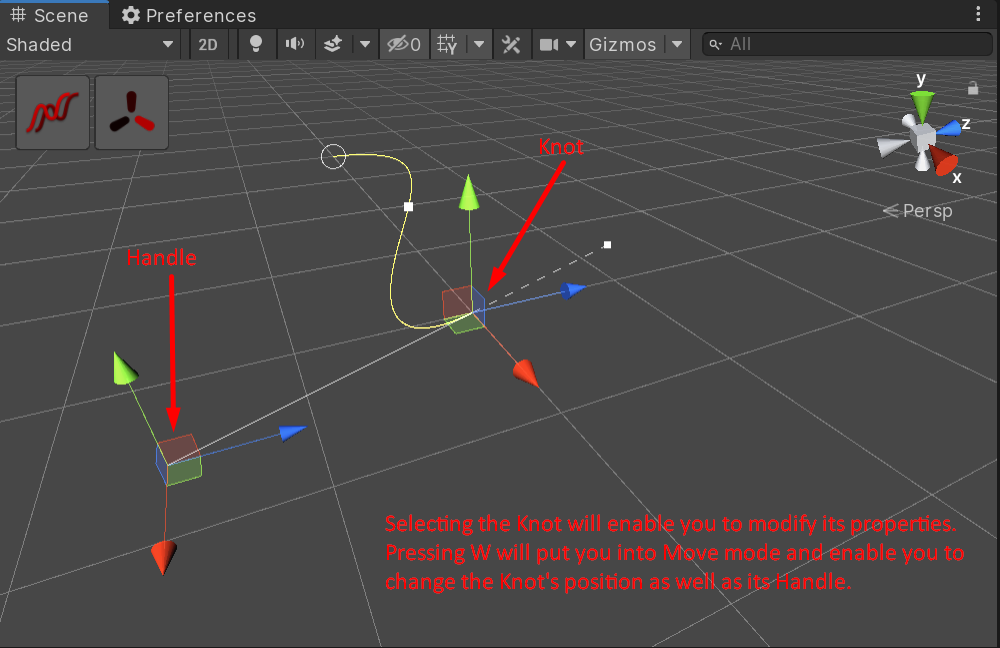 Scene Preferences
Shaded 2D 0 Gizmos All
y
z
x
Persp
Knot
Handle
Selecting the Knot will enable you to modify its properties.
Pressing W will put you into Move mode and enable you to
change the Knot's position as well as its Handle.